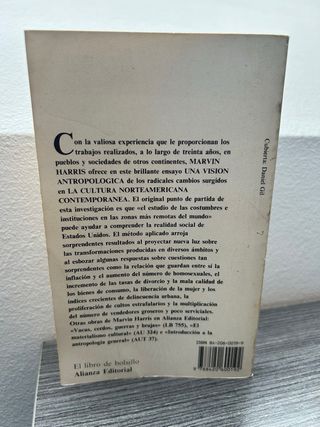 Con la valiosa experiencia que le proporcionan los
trabajos realizados, a lo largo de treinta años, en
pueblos y sociedades de otros continentes, MARVIN
HARRIS ofrece en este brillante ensayo UNA VISION
ANTROPOLOGICA de los radicales cambios surgidos
en LA CULTURA NORTEAMERICANA
CONTEMPORANEA. El original punto de partida de
esta investigación es que «el estudio de las costumbres e
instituciones en las zonas más remotas del mundo»
puede ayudar a comprender la realidad social de
Estados Unidos. El método aplicado arroja
sorprendentes resultados al proyectar nueva luz sobre
las transformaciones producidas en diversos ámbitos y
al esbozar algunas respuestas sobre cuestiones tan
sorprendentes como la relación que guardan entre sí la
inflación y el aumento del número de homosexuales, el
incremento de las tasas de divorcio y la mala calidad de
los bienes de consumo, la liberación de la mujer y los
índices crecientes de delincuencia urbana, la
proliferación de cultos estrafalarios y la multiplicación
del número de vendedores groseros y poco serviciales.
Otras obras de Marvin Harris en Alianza Editorial:
«Vacas, cerdos, guerras y brujas» (LB 755), «El
materialismo cultural» (AU 324) e «Introducción a la
antropología general» (AUT 37).
El libro de bolsillo
Alianza Editorial
Cubierta: Daniel Gil
ISBN 84-206-0039-9